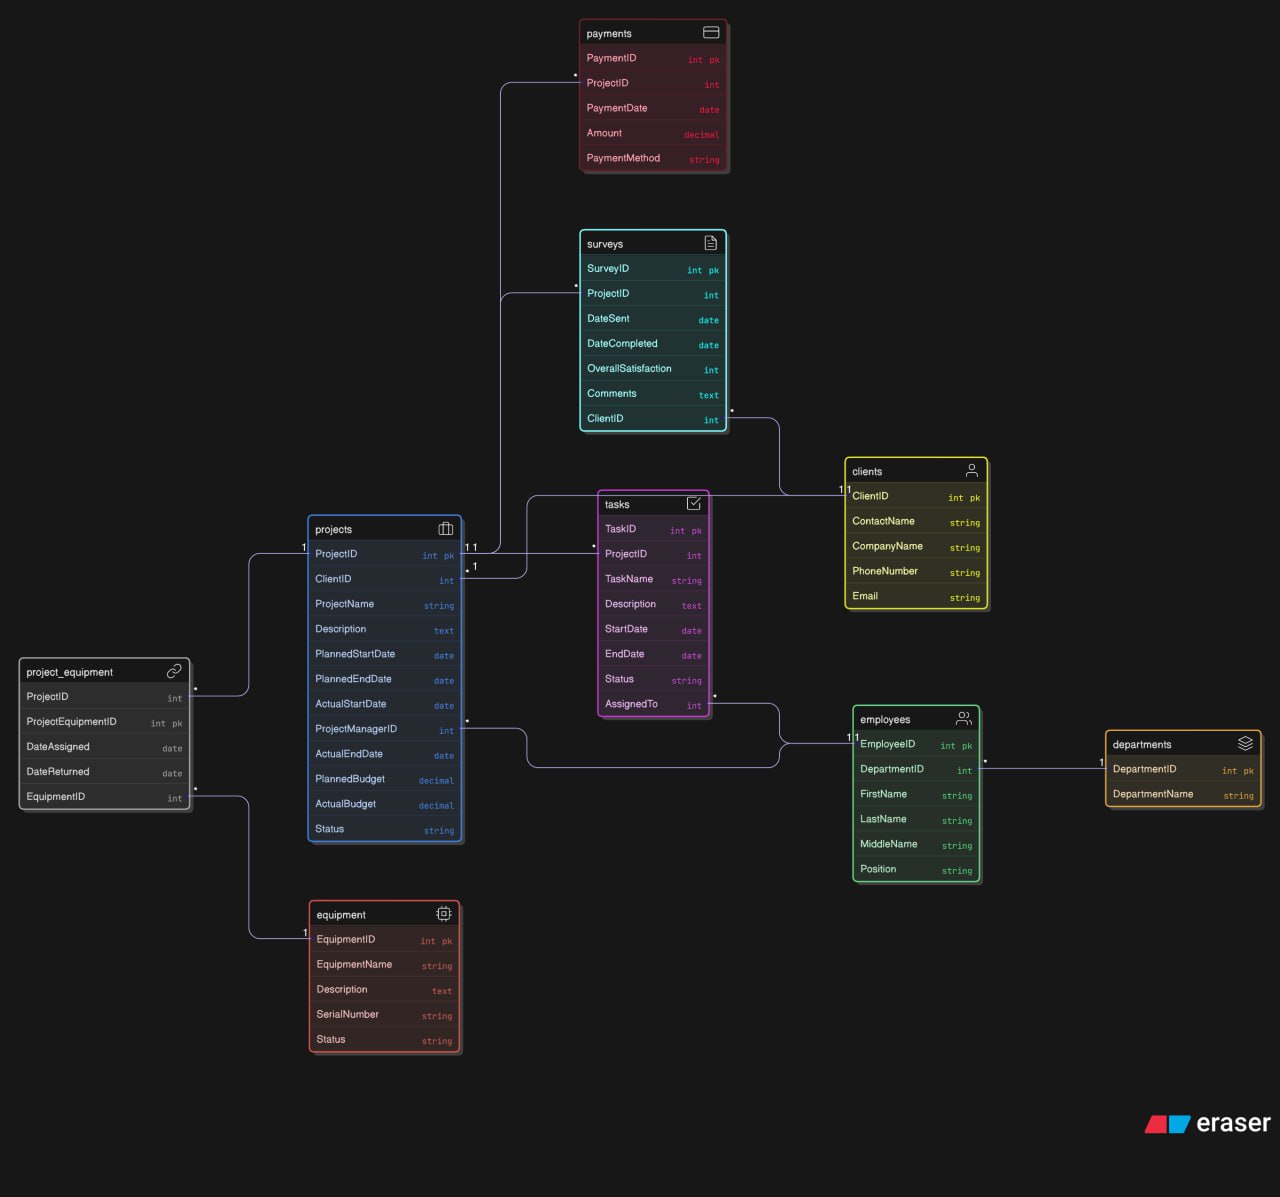 payments
PaymentID int pk
* ProjectID int
PaymentDate date
Amount decimal
PaymentMethod string
surveys
SurveyID int pk
* ProjectID int
DateSent date
DateCompleted date
OverallSatisfaction int
Comments text
ClientID int *
clients
1 1 ClientID int pk
ContactName string
CompanyName string
PhoneNumber string
Email string
tasks
TaskID int pk
* ProjectID int
TaskName string
Description text
StartDate date
EndDate date
Status string
AssignedTo int *
projects
1 ProjectID int pk 1 1
ClientID int * 1
ProjectName string
Description text
PlannedStartDate date
PlannedEndDate date
ActualStartDate date
ProjectManagerID int *
ActualEndDate date
PlannedBudget decimal
ActualBudget decimal
Status string
project_equipment
ProjectID int *
ProjectEquipmentID int pk
DateAssigned date
DateReturned date
EquipmentID int *
employees
1 1 EmployeeID int pk
DepartmentID int *
FirstName string
LastName string
MiddleName string
Position string
departments
1 DepartmentID int pk
DepartmentName string
equipment
1 EquipmentID int pk
EquipmentName string
Description text
SerialNumber string
Status string
eraser